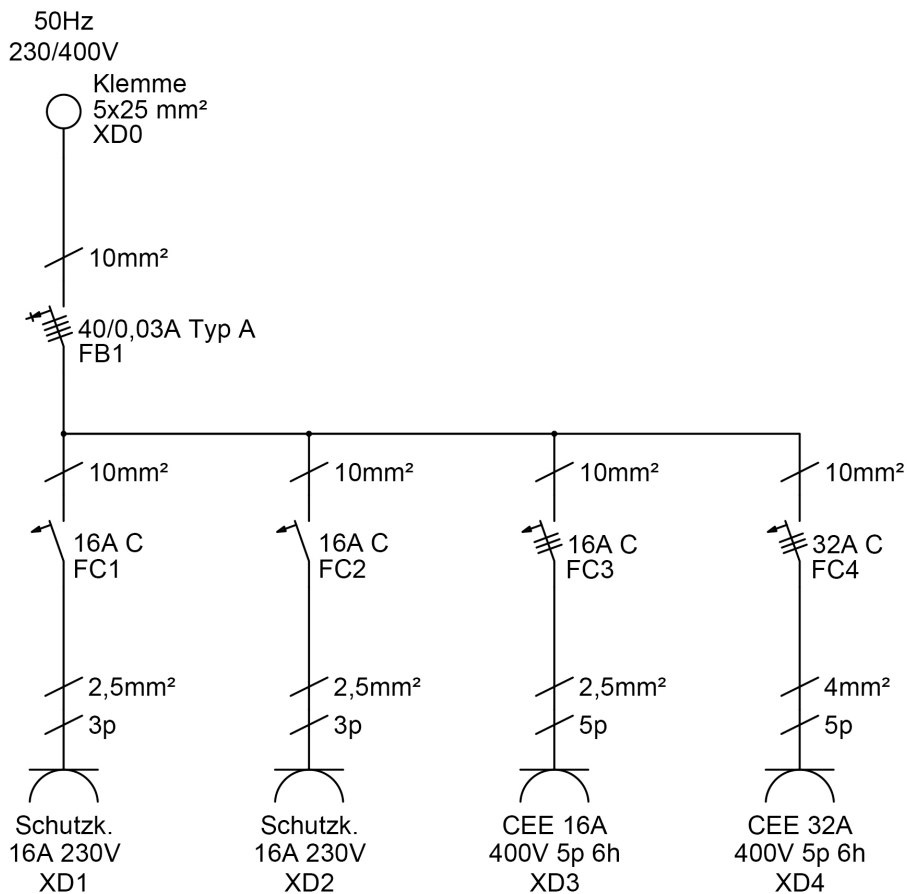 50Hz
230/400V
Klemme
5x25 mm²
XD0
10mm²
40/0,03A Typ A
FB1
10mm²
10mm²
10mm²
10mm²
16A C
FC1
16A C
FC2
16A C
FC3
32A C
FC4
2,5mm²
2,5mm²
2,5mm²
4mm²
3p
3p
5p
5p
Schutzk.
16A 230V
XD1
Schutzk.
16A 230V
XD2
CEE 16A
400V 5p 6h
XD3
CEE 32A
400V 5p 6h
XD4